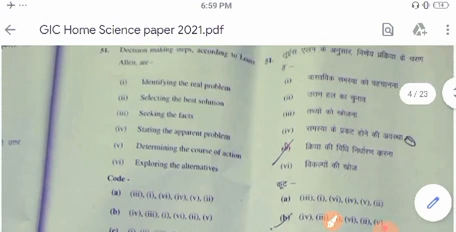 6:59 PM
GIC Home Science paper 2021.pdf
51. Decision making steps, according to Louis Allen, are –
(i) Identifying the real problem
(ii) Selecting the best solution
(iii) Seeking the facts
(iv) Stating the apparent problem
(v) Determining the course of action
(vi) Exploring the alternatives
Code -
(a) (iii), (i), (vi), (iv), (v), (ii)
(b) (iv), (iii), (i), (vi), (ii), (v)
51. लुईस एलन के अनुसार, निर्णय प्रक्रिया के चरण हैं –
(i) वास्तविक समस्या को पहचानना
(ii) उत्तम हल का चुनाव
(iii) तथ्यों को खोजना
(iv) समस्या के प्रकट होने की अवस्था
क्रिया की विधि निर्धारण करना
(vi) विकल्पों की खोज
कूट –
(a) (iii), (i), (vi), (iv), (v), (ii)
(b) (iv), (vi), (ii), (v)
4 / 23